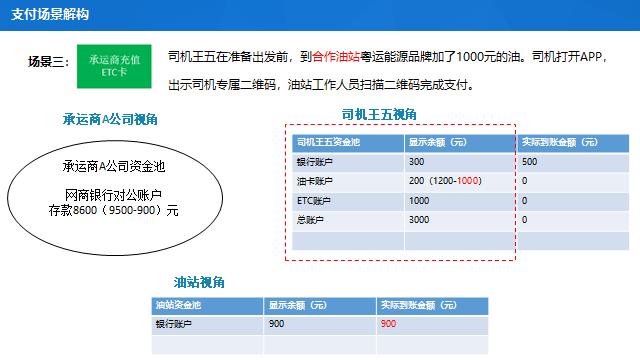 支付场景解构
场景三：
承运商充值
ETC卡
司机王五在准备出发前，到合作油站粤运能源品牌加了1000元的油。司机打开APP，
出示司机专属二维码，油站工作人员扫描二维码完成支付。
承运商A公司视角
承运商A公司资金池
网商银行对公账户
存款8600（9500-900）元
司机王五视角
司机王五资金池 显示余额（元） 实际到账金额（元）
银行账户 300 500
油卡账户 200（1200-1000） 0
ETC账户 1000 0
总账户 3000 0
油站视角
油站资金池 显示余额（元） 实际到账金额（元）
银行账户 900 900